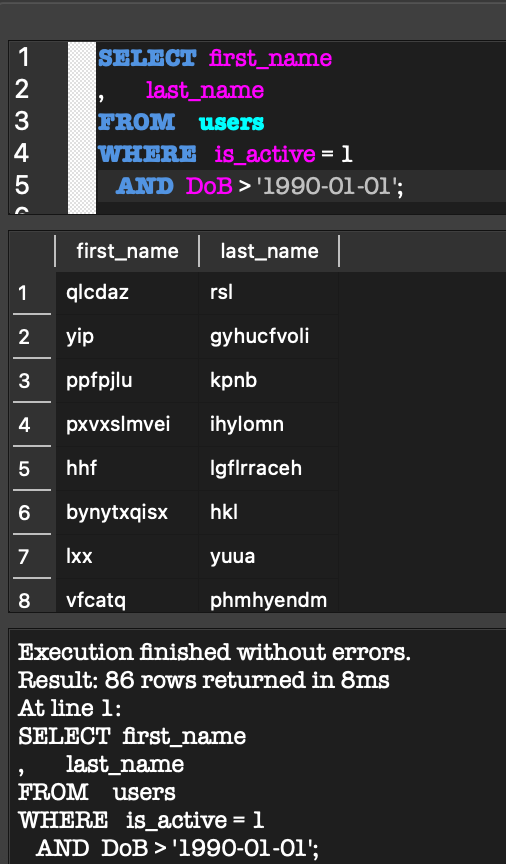 1 SELECT first_name
2 , last_name
3 FROM users
4 WHERE is_active = 1
5 AND DoB > '1990-01-01';
6
first_name last_name
1 qlcdaz rsl
2 yip gyhucfvoli
3 ppfpjlu kpnb
4 pxvxslmvei ihylomn
5 hhf lgflrraceh
6 bynytxqisx hkl
7 lxx yuua
8 vfcatq phmhyendm
Execution finished without errors.
Result: 86 rows returned in 8ms
At line 1:
SELECT first_name
, last_name
FROM users
WHERE is_active = 1
AND DoB > '1990-01-01';